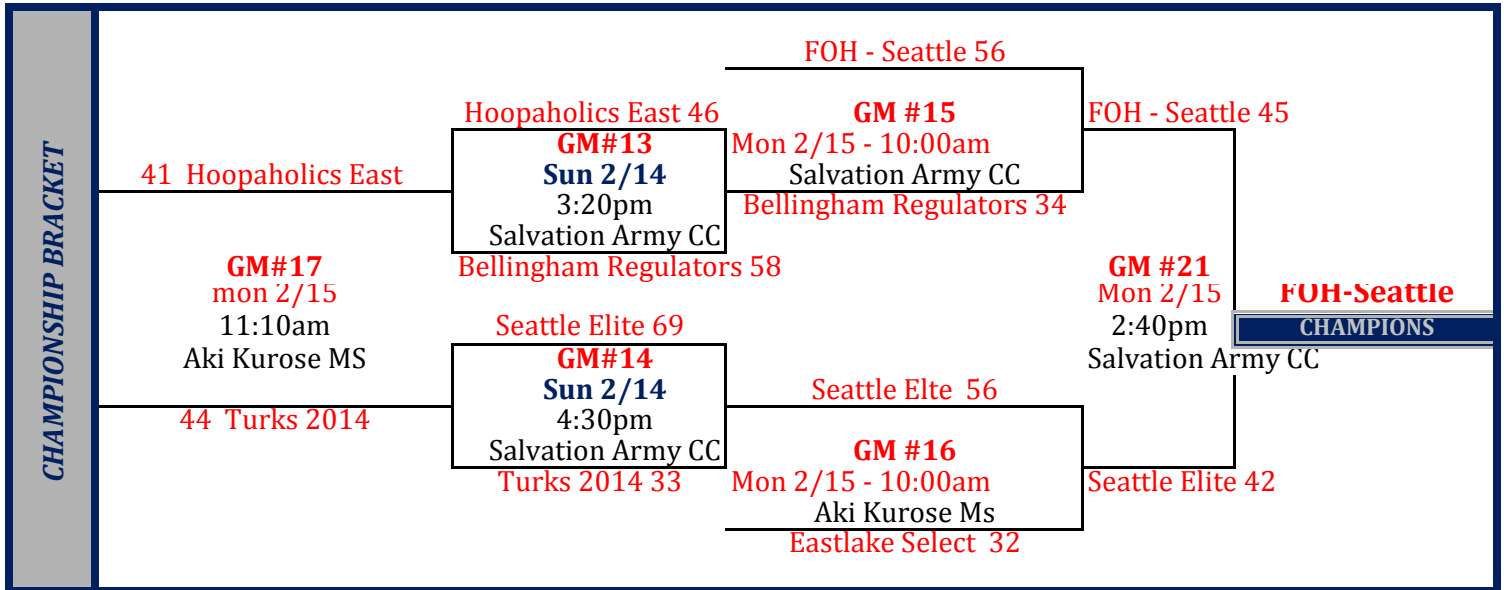 CHAMPIONSHIP BRACKET
FOH - Seattle 56
Hoopaholics East 46
GM #15
FOH - Seattle 45
GM#13
Mon 2/15 - 10:00am
41 Hoopaholics East
Sun 2/14
Salvation Army CC
3:20pm
Bellingham Regulators 34
Salvation Army CC
GM#17
Bellingham Regulators 58
GM #21
mon 2/15
Mon 2/15
FOH-Seattle
11:10am
Seattle Elite 69
2:40pm
CHAMPIONS
Aki Kurose MS
GM#14
Salvation Army CC
Sun 2/14
Seattle Elte 56
44 Turks 2014
4:30pm
Salvation Army CC
GM #16
Turks 2014 33
Mon 2/15 - 10:00am
Seattle Elite 42
Aki Kurose Ms
Eastlake Select 32